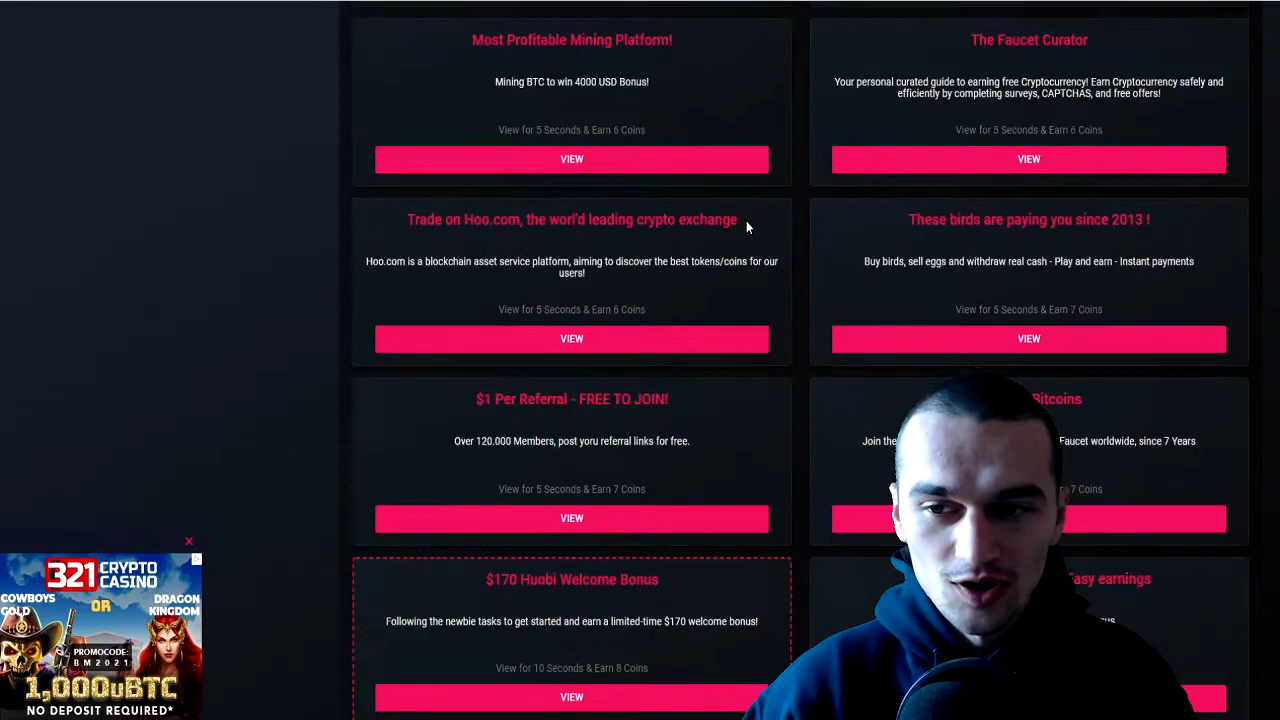 Most Profitable Mining Platform!
Mining BTC to win 4000 USD Bonus!
View for 5 Seconds & Earn 6 Coins
VIEW
The Faucet Curator
Your personal curated guide to earning free Cryptocurrency! Earn Cryptocurrency safely and
efficiently by completing surveys, CAPTCHAS, and free offers!
View for 5 Seconds & Earn 6 Coins
VIEW
Trade on Hoo.com, the worl'd leading crypto exchange
Hoo.com is a blockchain asset service platform, aiming to discover the best tokens/coins for our
users!
View for 5 Seconds & Earn 6 Coins
VIEW
These birds are paying you since 2013 !
Buy birds, sell eggs and withdraw real cash - Play and earn - Instant payments
View for 5 Seconds & Earn 7 Coins
VIEW
$1 Per Referral - FREE TO JOIN!
Over 120.000 Members, post yoru referral links for free.
View for 5 Seconds & Earn 7 Coins
VIEW
Bitcoins
Join the Faucet worldwide, since 7 Years
7 Coins
$170 Huobi Welcome Bonus
Following the newbie tasks to get started and earn a limited-time $170 welcome bonus!
View for 10 Seconds & Earn 8 Coins
VIEW
Easy earnings
321 CRYPTO
CASINO
COWBOYS
GOLD
OR
DRAGON
KINGDOM
PROMOCODE:
BM2021
1,000uBTC
NO DEPOSIT REQUIRED*